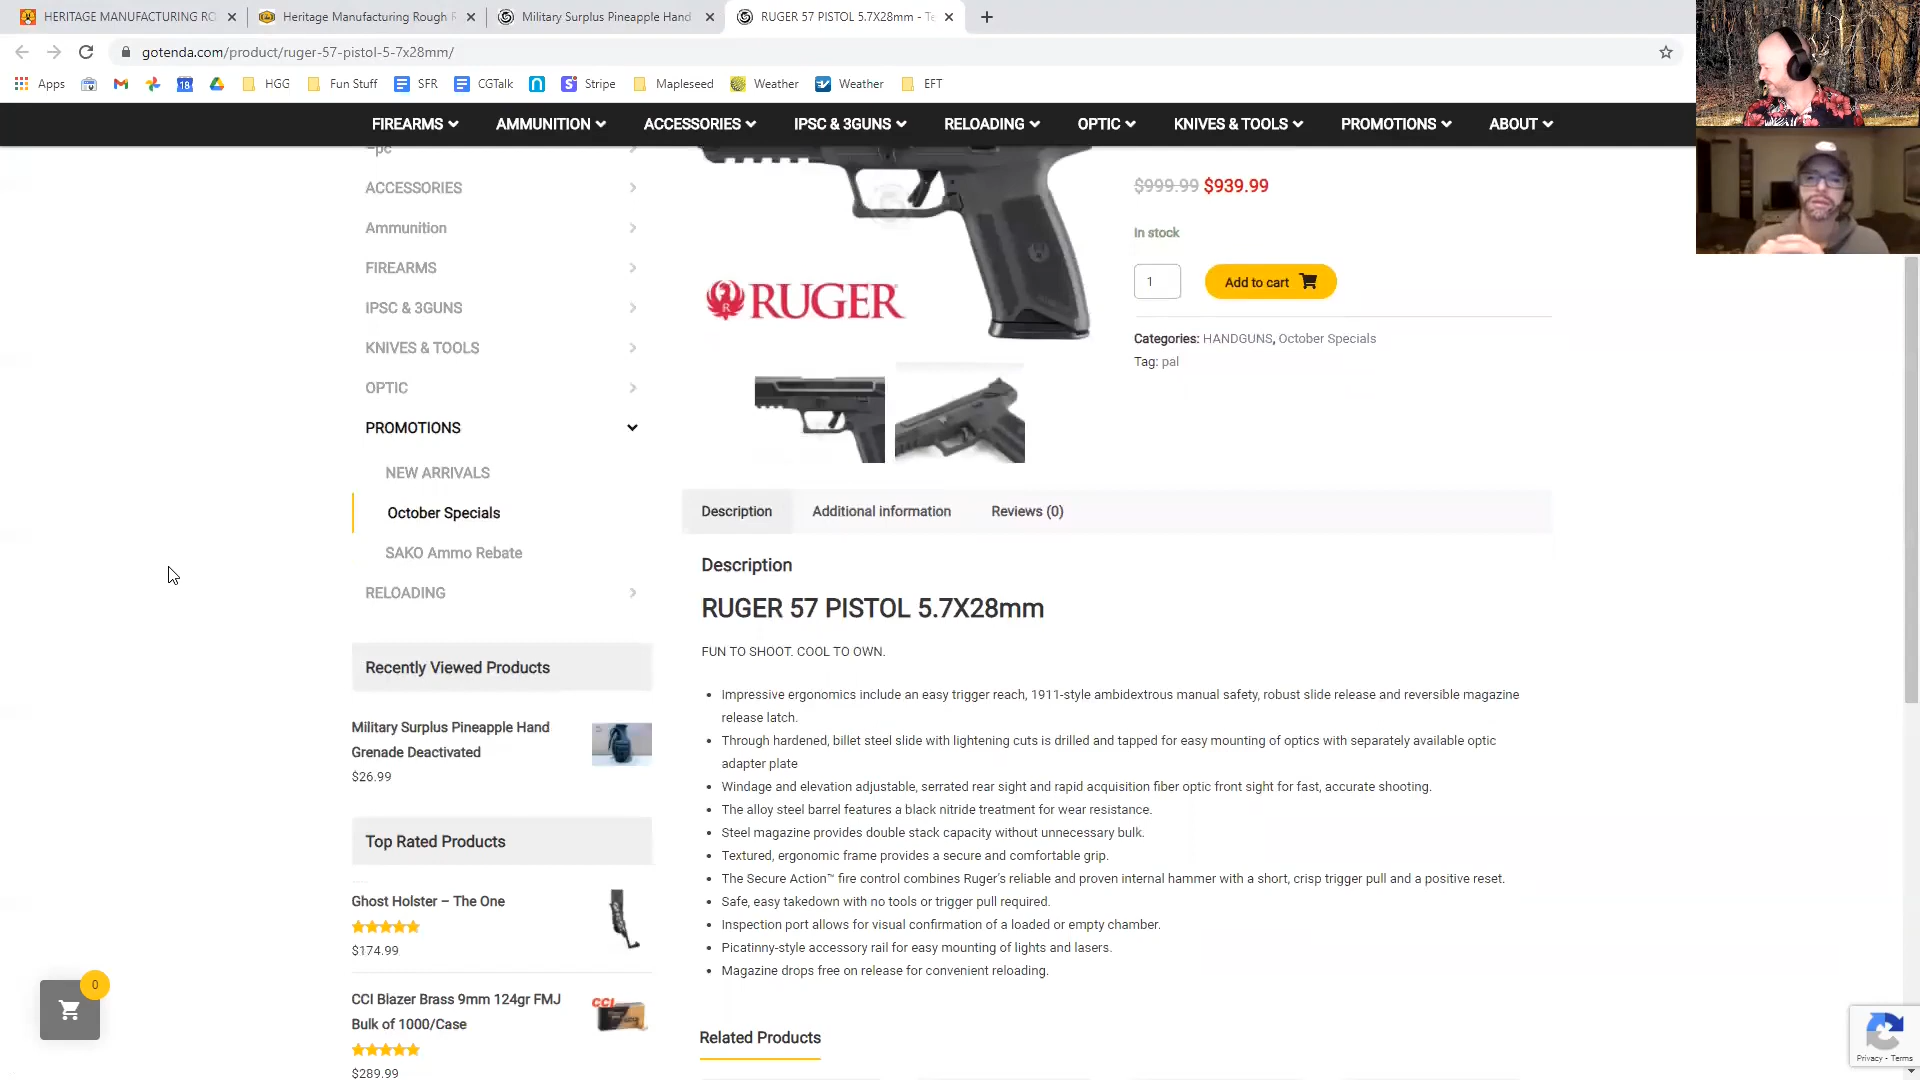 HERITAGE MANUFACTURING RO
Heritage Manufacturing Rough R
Military Surplus Pineapple Hand
RUGER 57 PISTOL 5.7X28mm - Te
gotenda.com/product/ruger-57-pistol-5-7x28mm/
Apps
18
HGG
Fun Stuff
SFR
CGTalk
Stripe
Mapleseed
Weather
Weather
EFT
FIREARMS
AMMUNITION
ACCESSORIES
IPSC & 3GUNS
RELOADING
OPTIC
KNIVES & TOOLS
PROMOTIONS
ABOUT
ACCESSORIES
Ammunition
FIREARMS
IPSC & 3GUNS
KNIVES & TOOLS
OPTIC
PROMOTIONS
NEW ARRIVALS
October Specials
SAKO Ammo Rebate
RELOADING
RUGER
$999.99 $939.99
In stock
1
Add to cart
Categories: HANDGUNS, October Specials
Tag: pal
Description
Additional information
Reviews (0)
Description
RUGER 57 PISTOL 5.7X28mm
FUN TO SHOOT. COOL TO OWN.
Impressive ergonomics include an easy trigger reach, 1911-style ambidextrous manual safety, robust slide release and reversible magazine
release latch.
Through hardened, billet steel slide with lightening cuts is drilled and tapped for easy mounting of optics with separately available optic
adapter plate
Windage and elevation adjustable, serrated rear sight and rapid acquisition fiber optic front sight for fast, accurate shooting.
The alloy steel barrel features a black nitride treatment for wear resistance.
Steel magazine provides double stack capacity without unnecessary bulk.
Textured, ergonomic frame provides a secure and comfortable grip.
The Secure Action™ fire control combines Ruger's reliable and proven internal hammer with a short, crisp trigger pull and a positive reset.
Safe, easy takedown with no tools or trigger pull required.
Inspection port allows for visual confirmation of a loaded or empty chamber.
Picatinny-style accessory rail for easy mounting of lights and lasers.
Magazine drops free on release for convenient reloading.
Related Products
Recently Viewed Products
Military Surplus Pineapple Hand
Grenade Deactivated
$26.99
Top Rated Products
Ghost Holster – The One
$174.99
CCI Blazer Brass 9mm 124gr FMJ
Bulk of 1000/Case
CCI
$289.99
0
Privacy - Terms